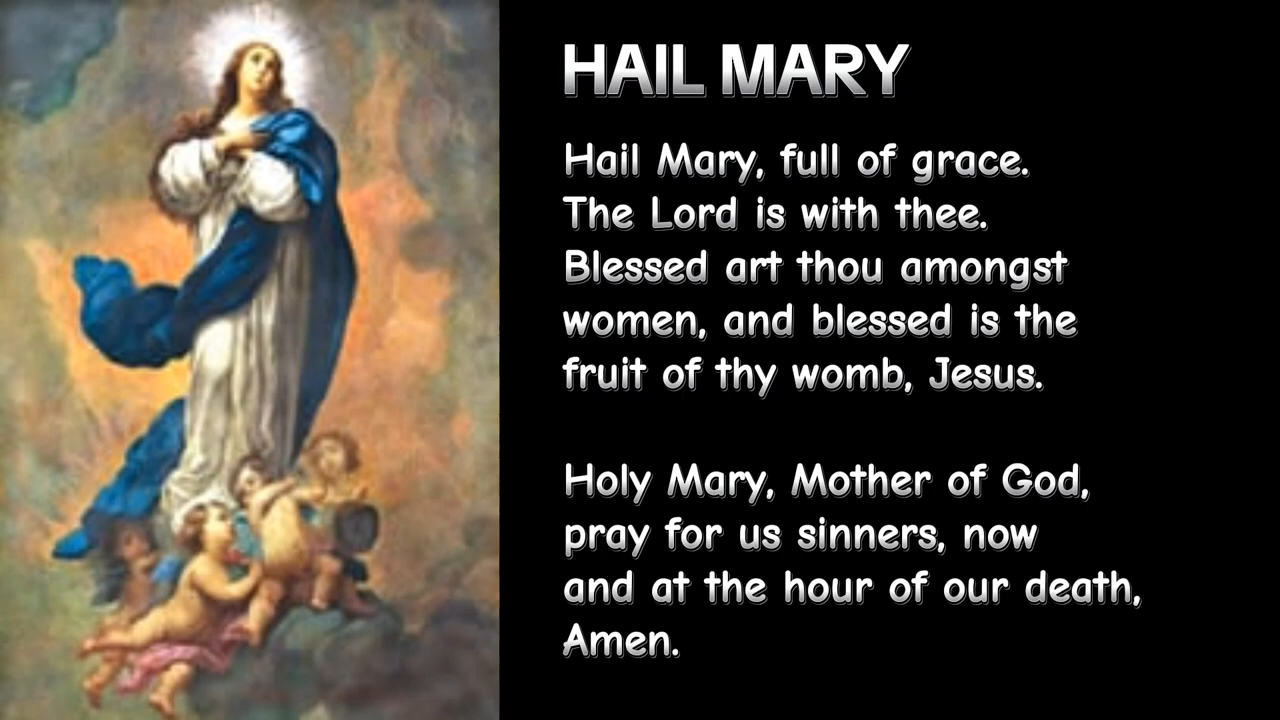 HAIL MARY
Hail Mary, full of grace.
The Lord is with thee.
Blessed art thou amongst
women, and blessed is the
fruit of thy womb, Jesus.
Holy Mary, Mother of God,
pray for us sinners, now
and at the hour of our death,
Amen.